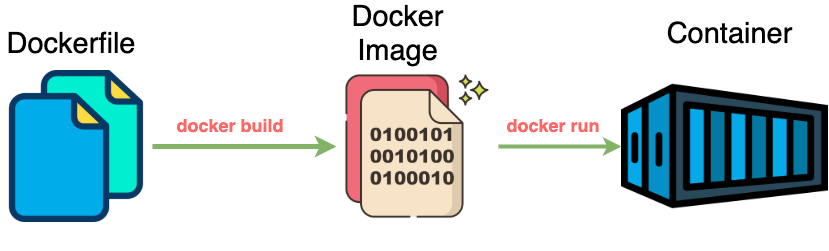 Dockerfile
docker build
Docker
Image
0100101
0010100
0100010
docker run
Container